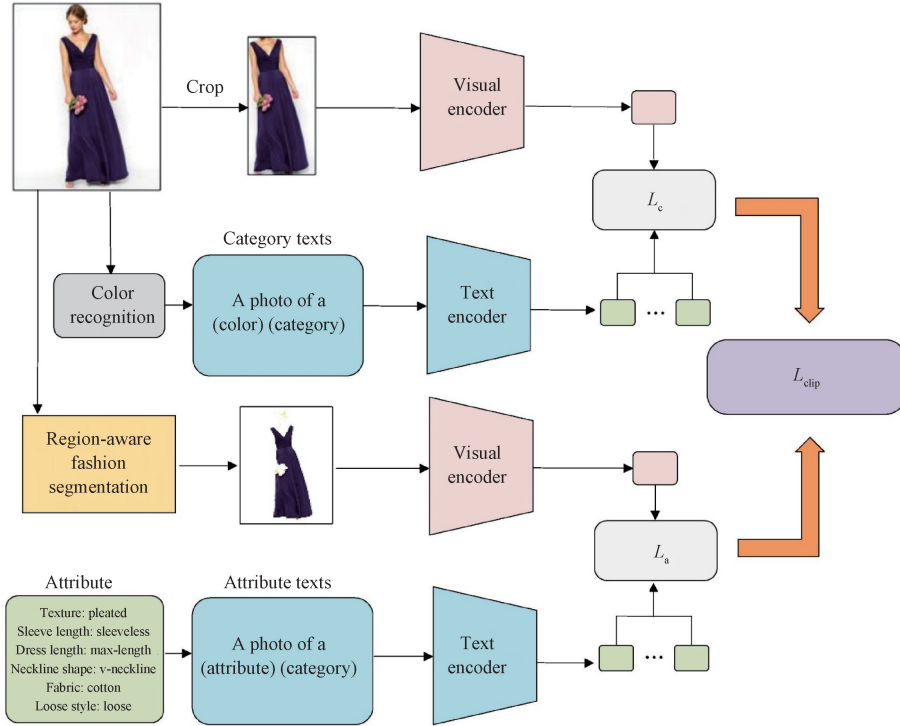 Crop
Visual
encoder
L_c
Category texts
Color
recognition
A photo of a
(color) (category)
Text
encoder
...
L_clip
Region-aware
fashion
segmentation
Visual
encoder
L_a
Attribute
Texture: pleated
Sleeve length: sleeveless
Dress length: max-length
Neckline shape: v-neckline
Fabric: cotton
Loose style: loose
Attribute texts
A photo of a
(attribute) (category)
Text
encoder
...